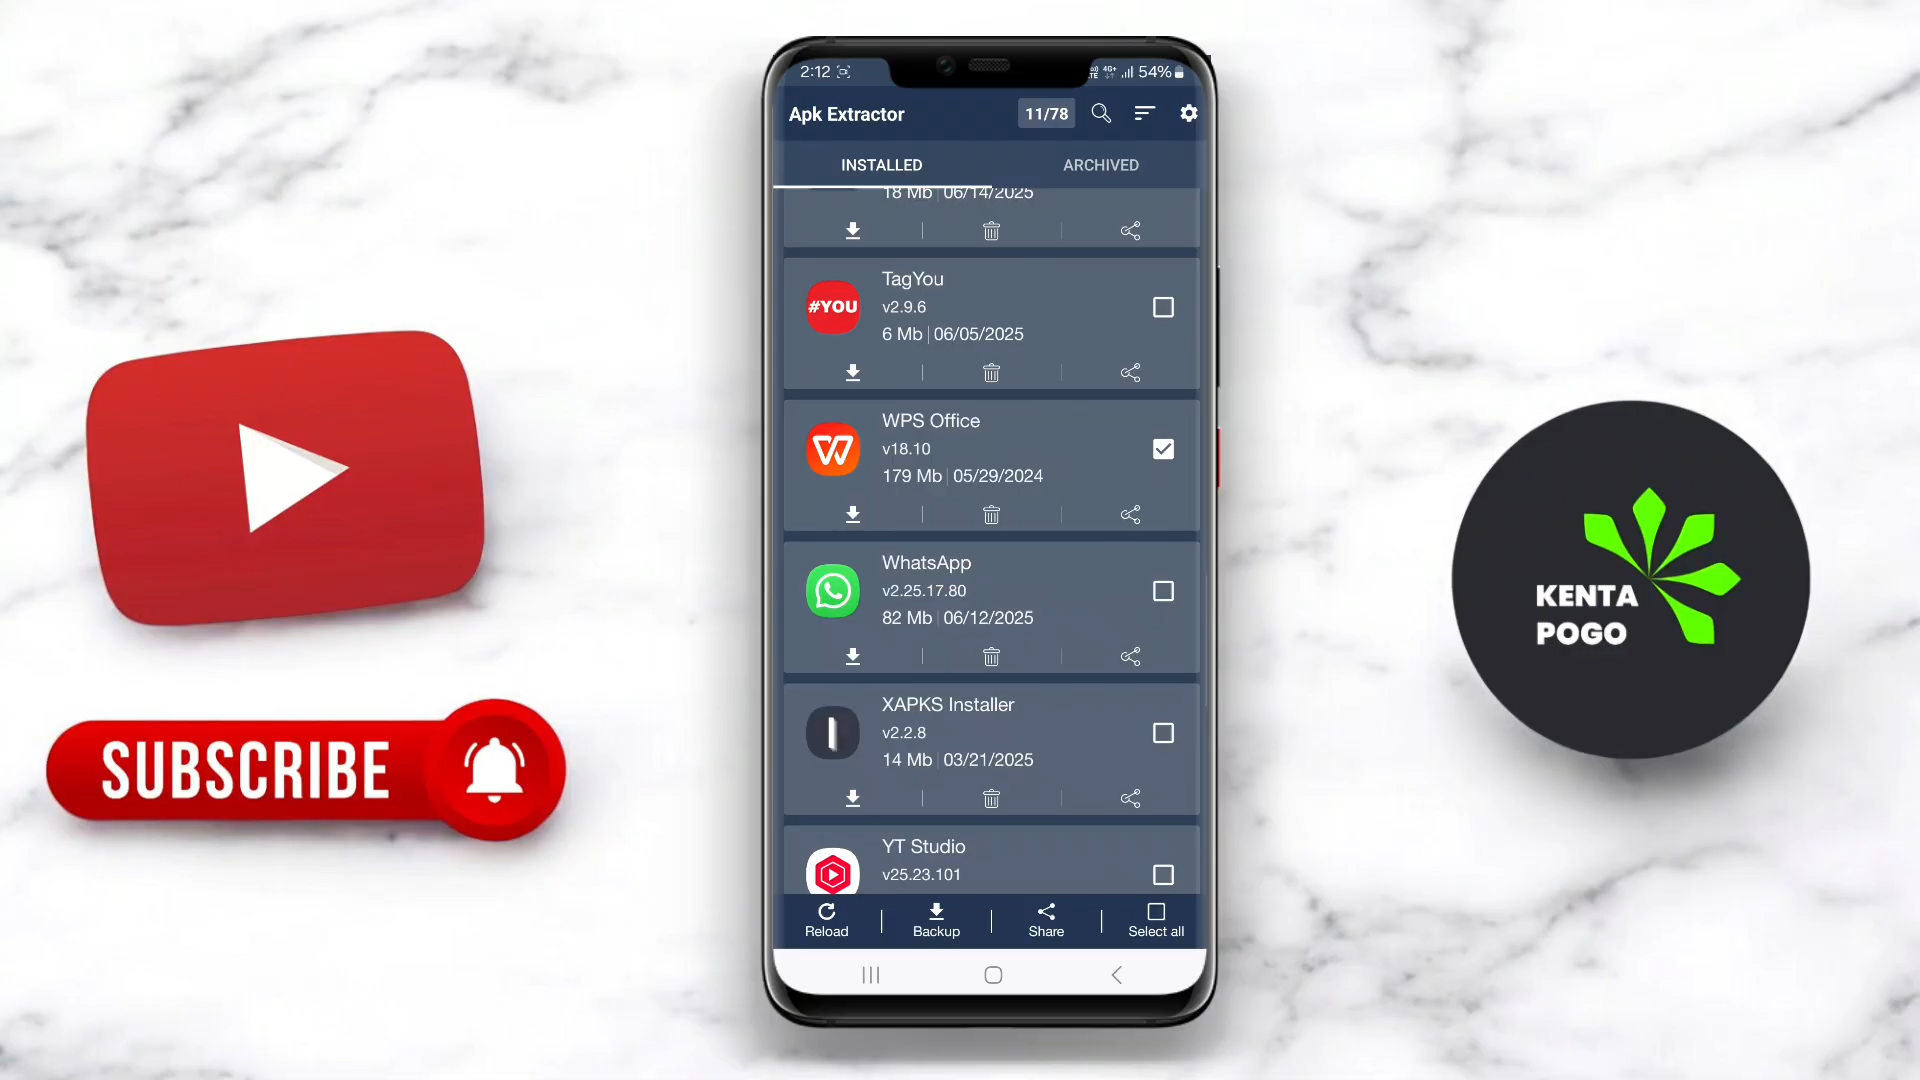 2:12
4G+
54%
Apk Extractor
11/78
INSTALLED
ARCHIVED
18 Mb | 06/14/2025
#YOU
TagYou
v2.9.6
6 Mb | 06/05/2025
WPS Office
v18.10
179 Mb | 05/29/2024
WhatsApp
v2.25.17.80
82 Mb | 06/12/2025
XAPKS Installer
v2.2.8
14 Mb | 03/21/2025
YT Studio
v25.23.101
Reload
Backup
Share
Select all
SUBSCRIBE
KENTA
POGO